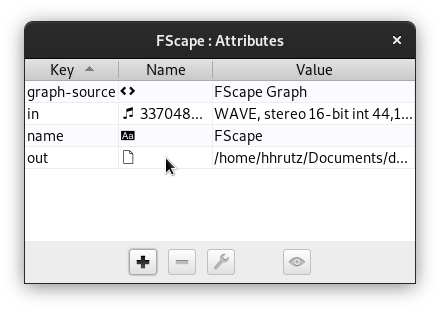 FScape : Attributes
Key Name Value
graph-source FScape Graph
in 337048... WAVE, stereo 16-bit int 44,1...
name Aa FScape
out /home/hhrutz/Documents/d...